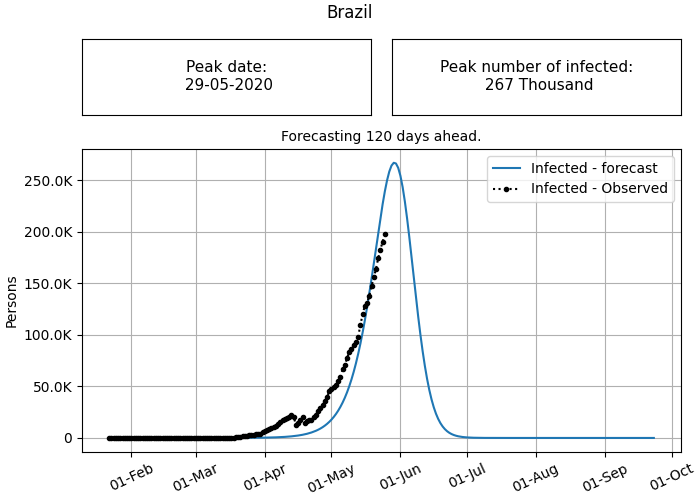 Brazil
Peak date:
29-05-2020
Peak number of infected:
267 Thousand
Forecasting 120 days ahead.
Infected - forecast
Infected - Observed
250.0K
200.0K
150.0K
100.0K
50.0K
0
Persons
01-Feb
01-Mar
01-Apr
01-May
01-Jun
01-Jul
01-Aug
01-Sep
01-Oct